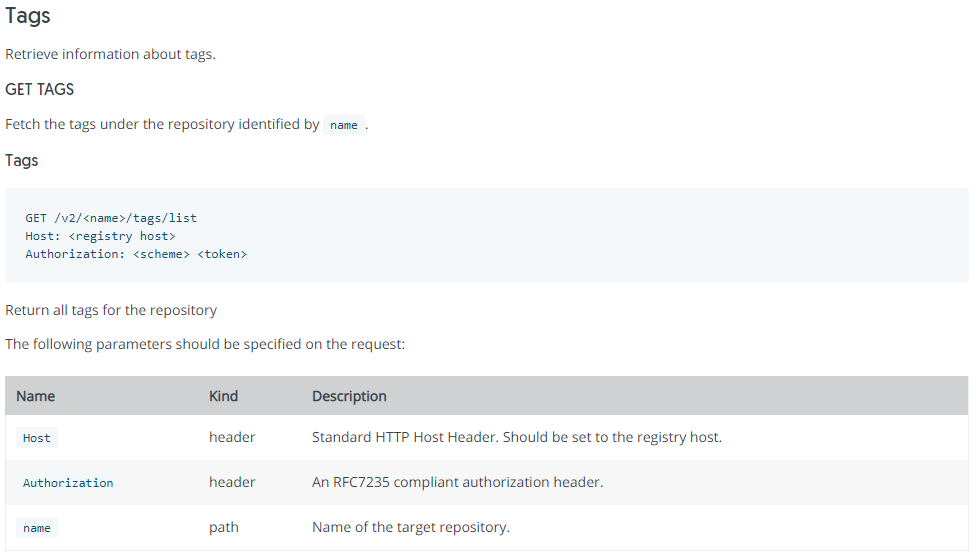 Tags
Retrieve information about tags.
GET TAGS
Fetch the tags under the repository identified by name .
Tags
GET /v2/<name>/tags/list
Host: <registry host>
Authorization: <scheme> <token>
Return all tags for the repository
The following parameters should be specified on the request:
Name Kind Description
Host header Standard HTTP Host Header. Should be set to the registry host.
Authorization header An RFC7235 compliant authorization header.
name path Name of the target repository.